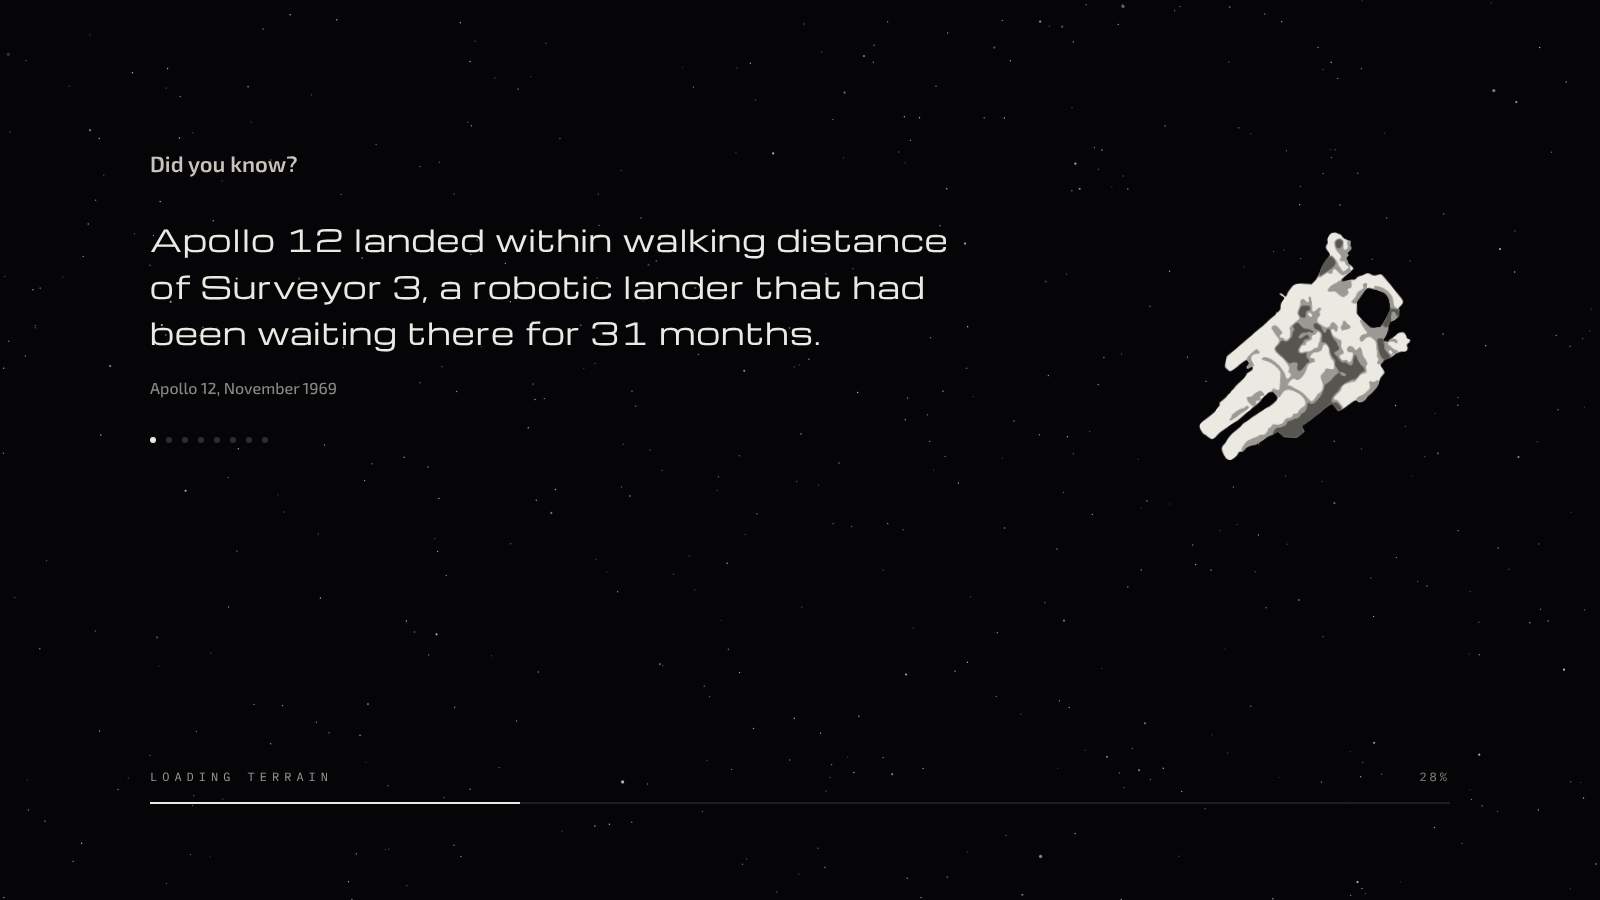 Did you know?
Apollo 12 landed within walking distance
of Surveyor 3, a robotic lander that had
been waiting there for 31 months.
Apollo 12, November 1969
LOADING TERRAIN
28%